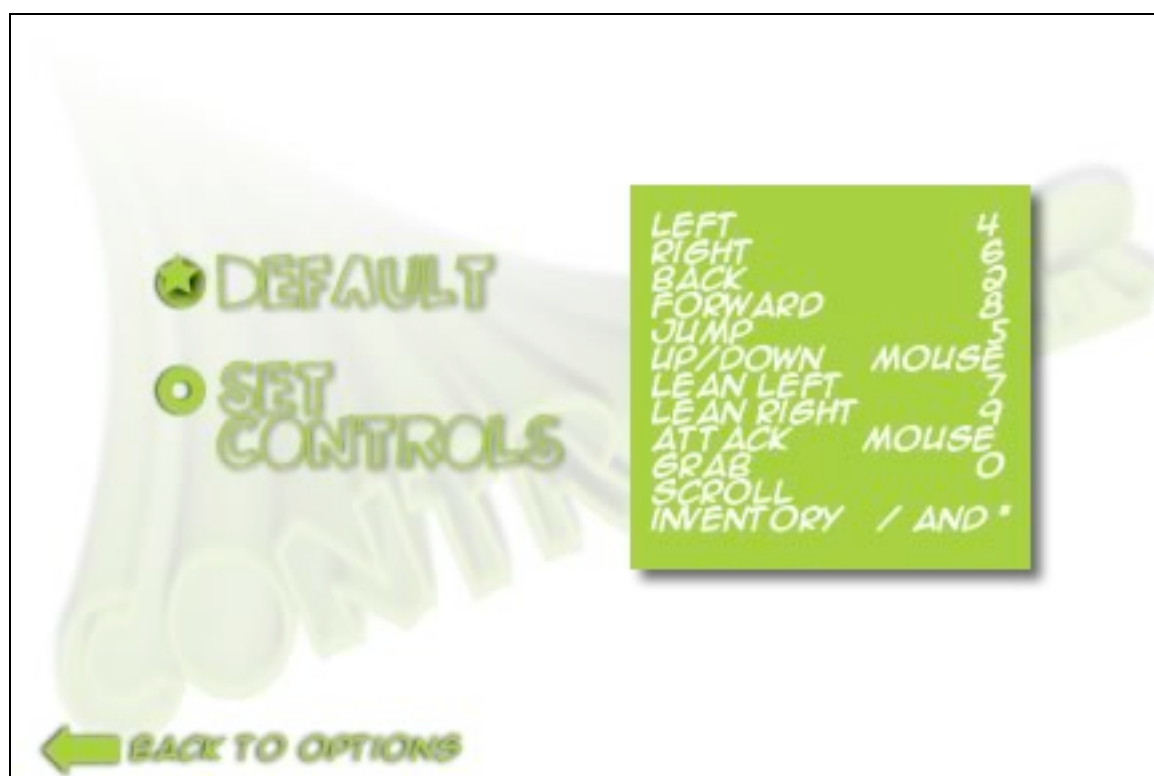 DEFAULT
SET
CONTROLS
LEFT 4
RIGHT 6
BACK 2
FORWARD 8
JUMP 5
UP/DOWN MOUSE
LEAN LEFT 7
LEAN RIGHT 9
ATTACK MOUSE
GRAB 0
SCROLL
INVENTORY / AND *
BACK TO OPTIONS